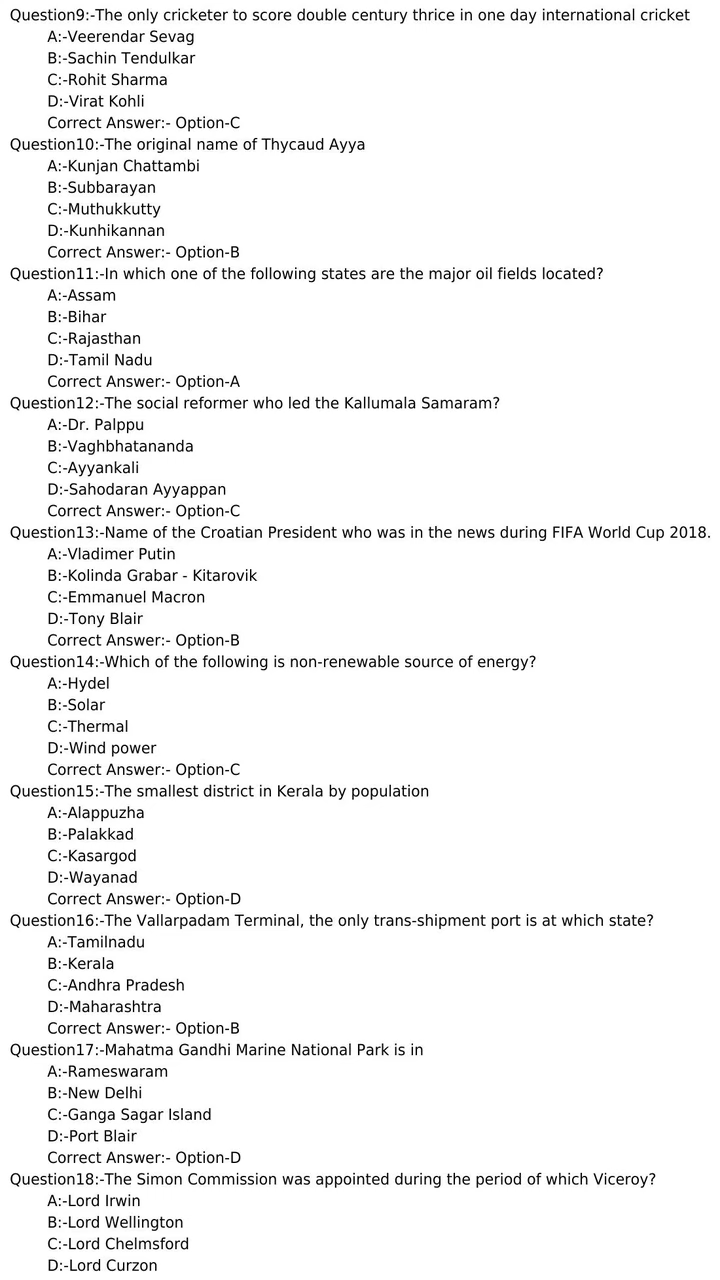 Question9:-The only cricketer to score double century thrice in one day international cricket
A:-Veerendar Sevag
B:-Sachin Tendulkar
C:-Rohit Sharma
D:-Virat Kohli
Correct Answer:- Option-C
Question10:-The original name of Thycaud Ayya
A:-Kunjan Chattambi
B:-Subbarayan
C:-Muthukkutty
D:-Kunhikannan
Correct Answer:- Option-B
Question11:-In which one of the following states are the major oil fields located?
A:-Assam
B:-Bihar
C:-Rajasthan
D:-Tamil Nadu
Correct Answer:- Option-A
Question12:-The social reformer who led the Kallumala Samaram?
A:-Dr. Palppu
B:-Vaghbhatananda
C:-Ayyankali
D:-Sahodaran Ayyappan
Correct Answer:- Option-C
Question13:-Name of the Croatian President who was in the news during FIFA World Cup 2018.
A:-Vladimer Putin
B:-Kolinda Grabar - Kitarovik
C:-Emmanuel Macron
D:-Tony Blair
Correct Answer:- Option-B
Question14:-Which of the following is non-renewable source of energy?
A:-Hydel
B:-Solar
C:-Thermal
D:-Wind power
Correct Answer:- Option-C
Question15:-The smallest district in Kerala by population
A:-Alappuzha
B:-Palakkad
C:-Kasargod
D:-Wayanad
Correct Answer:- Option-D
Question16:-The Vallarpadam Terminal, the only trans-shipment port is at which state?
A:-Tamilnadu
B:-Kerala
C:-Andhra Pradesh
D:-Maharashtra
Correct Answer:- Option-B
Question17:-Mahatma Gandhi Marine National Park is in
A:-Rameswaram
B:-New Delhi
C:-Ganga Sagar Island
D:-Port Blair
Correct Answer:- Option-D
Question18:-The Simon Commission was appointed during the period of which Viceroy?
A:-Lord Irwin
B:-Lord Wellington
C:-Lord Chelmsford
D:-Lord Curzon